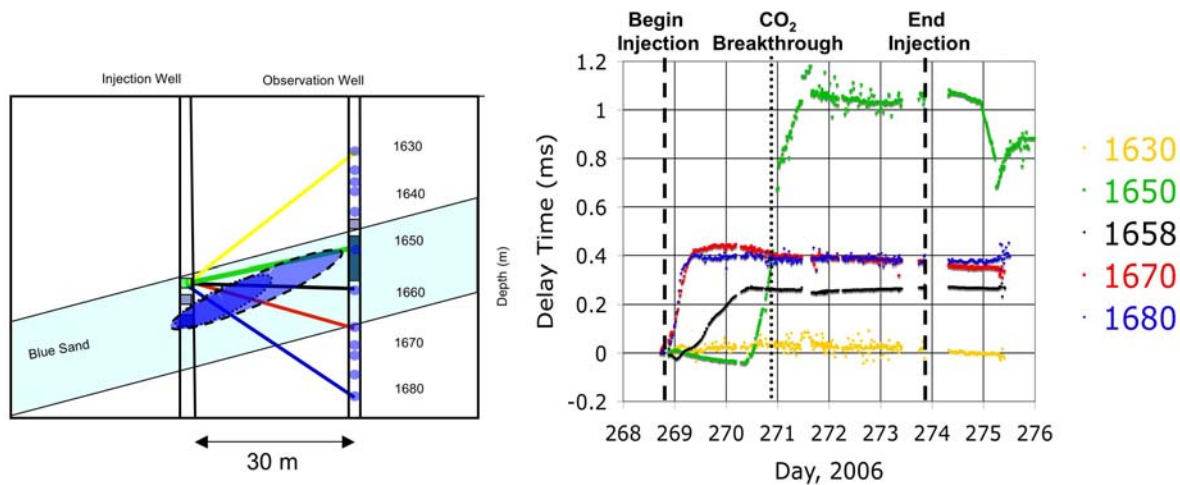 Injection Well
Observation Well
1630
1640
1650
1660
1670
1680
Depth (m)
Blue Sand
30 m
Begin
Injection
CO₂
Breakthrough
End
Injection
1.2
1
0.8
0.6
0.4
0.2
0
-0.2
Delay Time (ms)
268 269 270 271 272 273 274 275 276
Day, 2006
1630
1650
1658
1670
1680